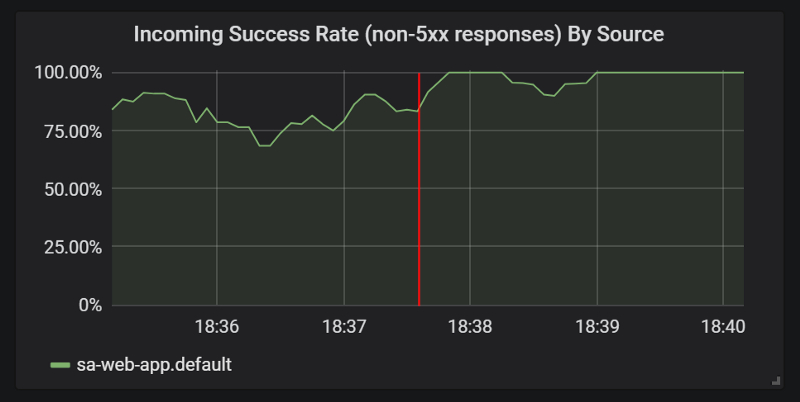 Incoming Success Rate (non-5xx responses) By Source
100.00%
75.00%
50.00%
25.00%
0%
18:36 18:37 18:38 18:39 18:40
sa-web-app.default